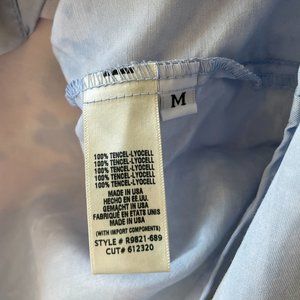 M
100% TENCEL-LYOCELL
100% TENCEL-LYOCELL
100% TENCEL-LYOCELL
100% TENCEL-LYOCELL
100% TENCEL-LYOCELL
MADE IN USA
HECHO EN EE.UU.
GEMACHT IN USA
FABRIQUÉ EN ETATS UNIS
MADE IN USA
(WITH IMPORT COMPONENTS)
STYLE # R9821-689
CUT# 612320